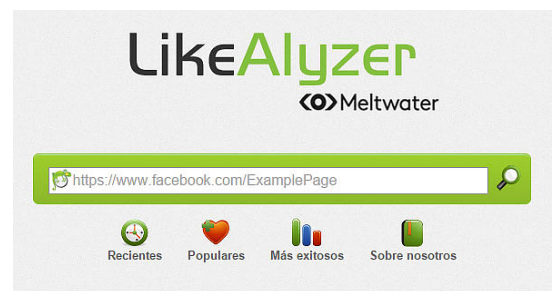 LikeAlyzer
Meltwater
https://www.facebook.com/ExamplePage
Recientes Populares Más exitosos Sobre nosotros